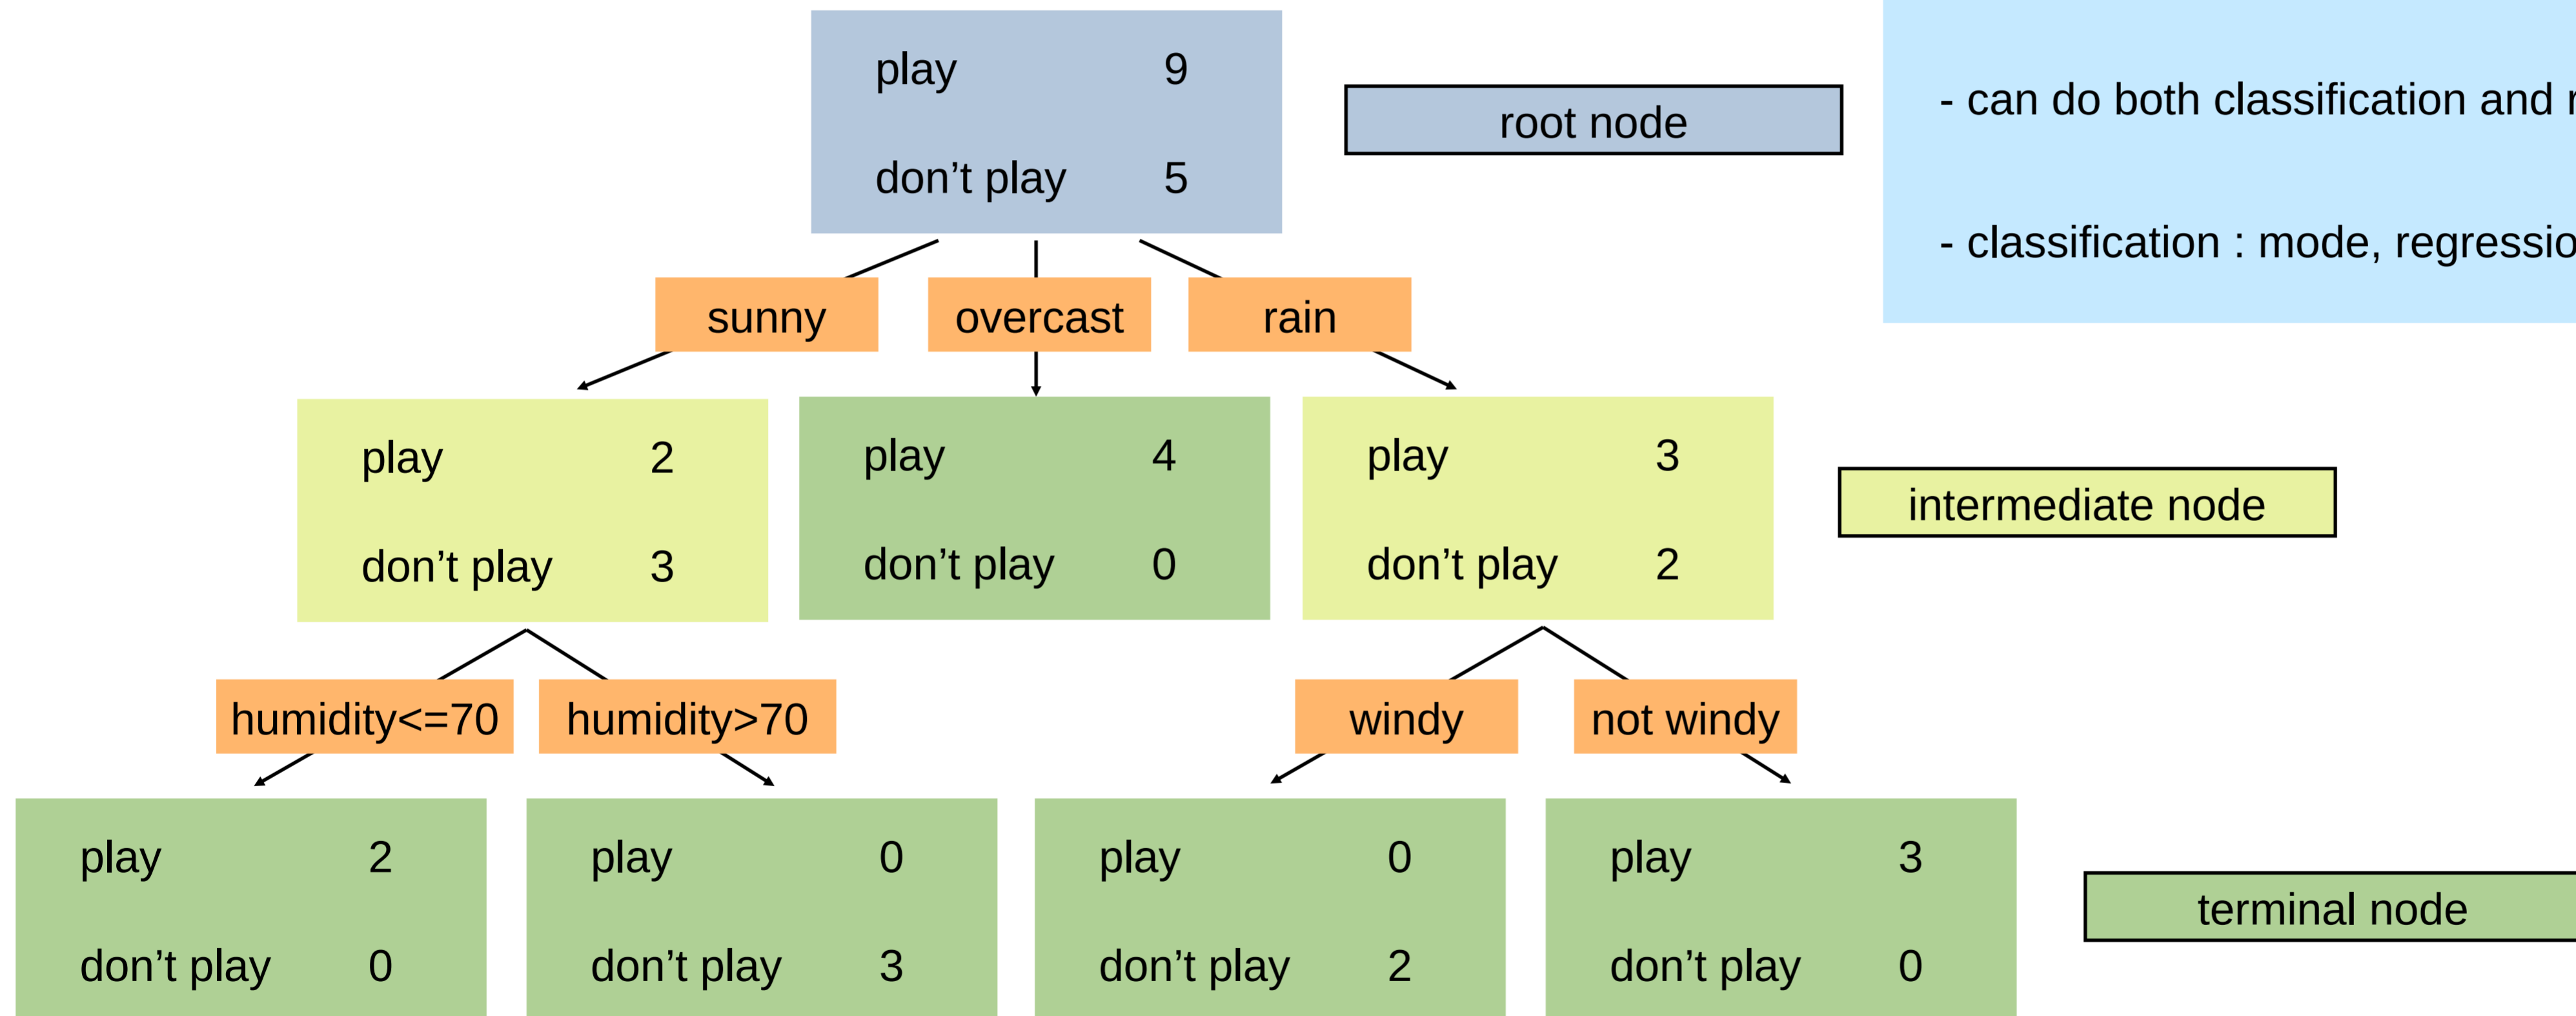 play 9
don’t play 5
root node
- can do both classification and
- classification : mode,
sunny
overcast
rain
play 2
don’t play 3
play 4
don’t play 0
play 3
don’t play 2
intermediate node
humidity<=70
humidity>70
windy
not windy
play 2
don’t play 0
play 0
don’t play 3
play 0
don’t play 2
play 3
don’t play 0
terminal node